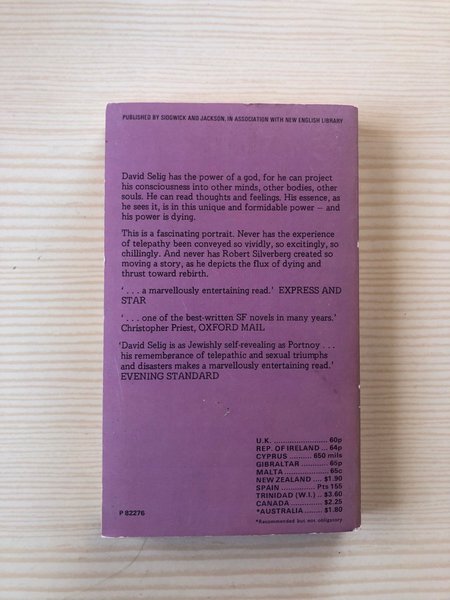 PUBLISHED BY SIDGWICK AND JACKSON, IN ASSOCIATION WITH NEW ENGLISH LIBRARY
David Selig has the power of a god, for he can project
his consciousness into other minds, other bodies, other
souls. He can read thoughts and feelings. His essence, as
he sees it, is in this unique and formidable power — and
his power is dying.
This is a fascinating portrait. Never has the experience
of telepathy been conveyed so vividly, so excitingly, so
chillingly. And never has Robert Silverberg created so
moving a story, as he depicts the flux of dying and
thrust toward rebirth.
‘ . . . a marvellously entertaining read.’ EXPRESS AND
STAR
‘ . . . one of the best-written SF novels in many years.’
Christopher Priest, OXFORD MAIL
‘David Selig is as Jewishly self-revealing as Portnoy . . .
his rememberance of telepathic and sexual triumphs
and disasters makes a marvellously entertaining read.’
EVENING STANDARD
U.K. ........................ 60p
REP. OF IRELAND ... 64p
CYPRUS .......... 650 mils
GIBRALTAR ............ 65p
MALTA .................... 65c
NEW ZEALAND .... $1.90
SPAIN ............... Pts 155
TRINIDAD (W.I.) .. $3.60
CANADA ............... $2.25
*AUSTRALIA ........ $1.80
*Recommended but not obligatory
P 82276